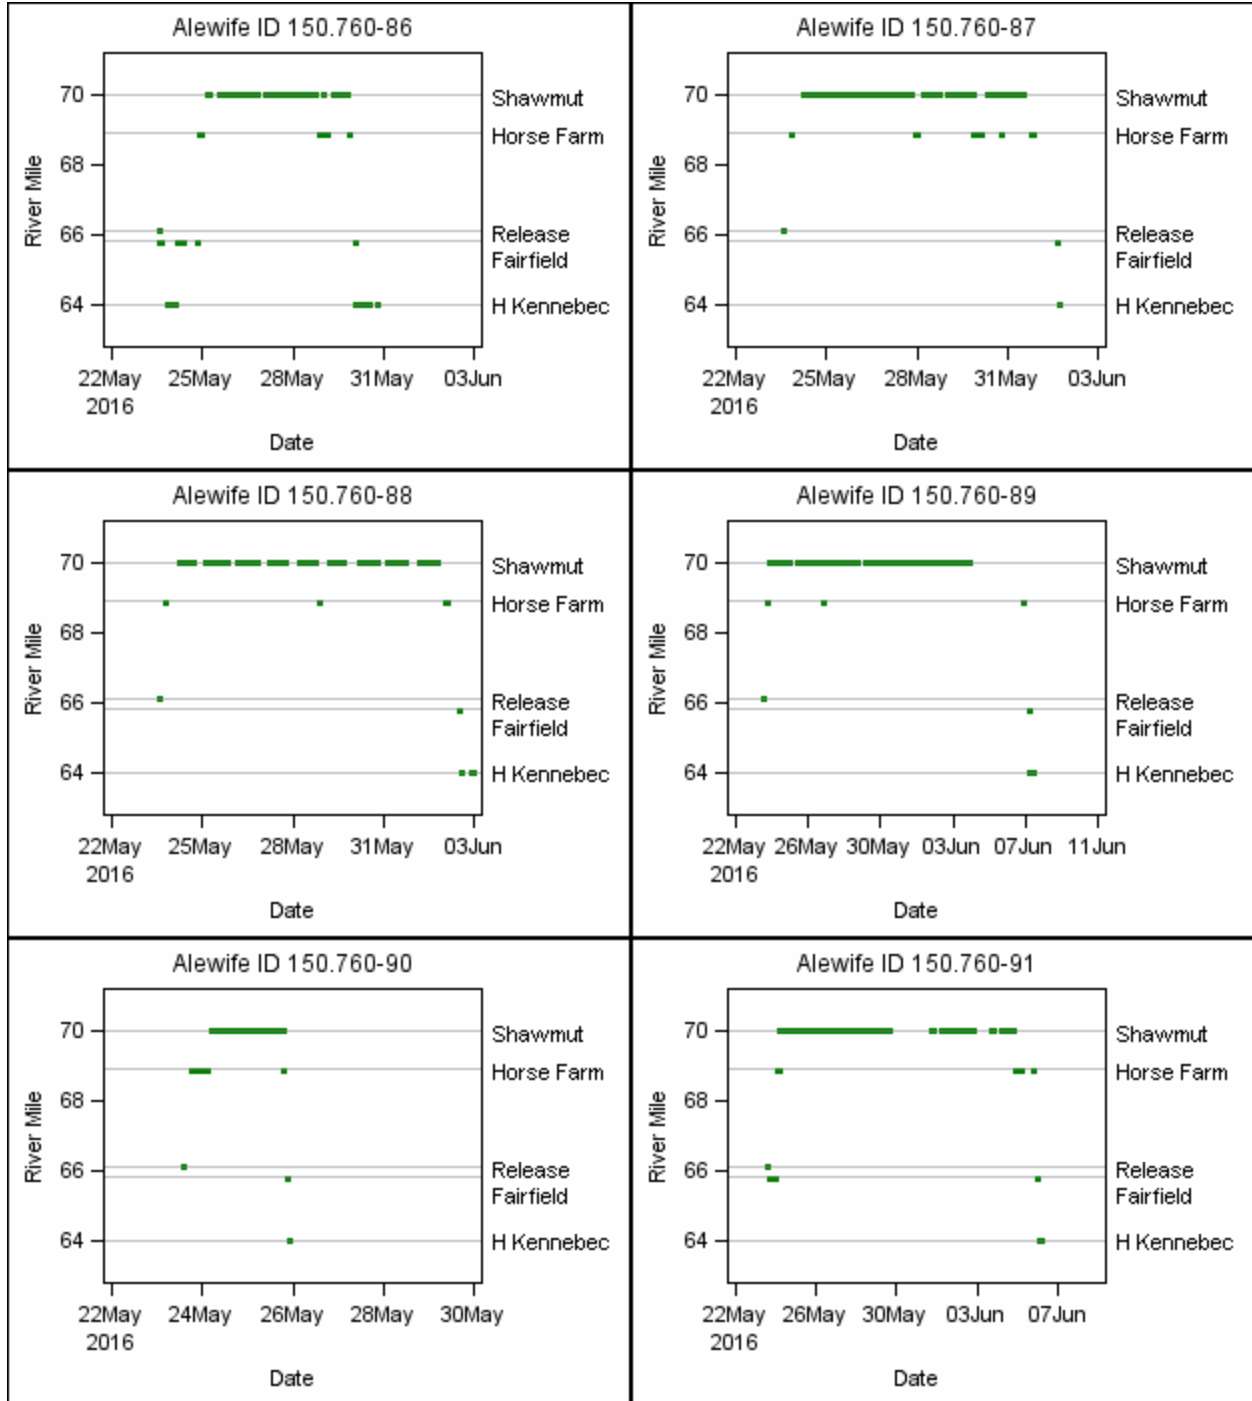 Alewife ID 150.760-86
70
68
66
64
River Mile
Shawmut
Horse Farm
Release
Fairfield
H Kennebec
22May 25May 28May 31May 03Jun
2016
Date
Alewife ID 150.760-87
70
68
66
64
River Mile
Shawmut
Horse Farm
Release
Fairfield
H Kennebec
22May 25May 28May 31May 03Jun
2016
Date
Alewife ID 150.760-88
70
68
66
64
River Mile
Shawmut
Horse Farm
Release
Fairfield
H Kennebec
22May 25May 28May 31May 03Jun
2016
Date
Alewife ID 150.760-89
70
68
66
64
River Mile
Shawmut
Horse Farm
Release
Fairfield
H Kennebec
22May 26May 30May 03Jun 07Jun 11Jun
2016
Date
Alewife ID 150.760-90
70
68
66
64
River Mile
Shawmut
Horse Farm
Release
Fairfield
H Kennebec
22May 24May 26May 28May 30May
2016
Date
Alewife ID 150.760-91
70
68
66
64
River Mile
Shawmut
Horse Farm
Release
Fairfield
H Kennebec
22May 26May 30May 03Jun 07Jun
2016
Date